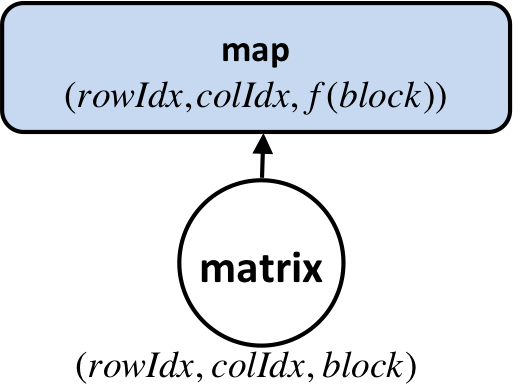 map
(rowIdx,colIdx, f(block))
matrix
(rowIdx, colIdx, block)